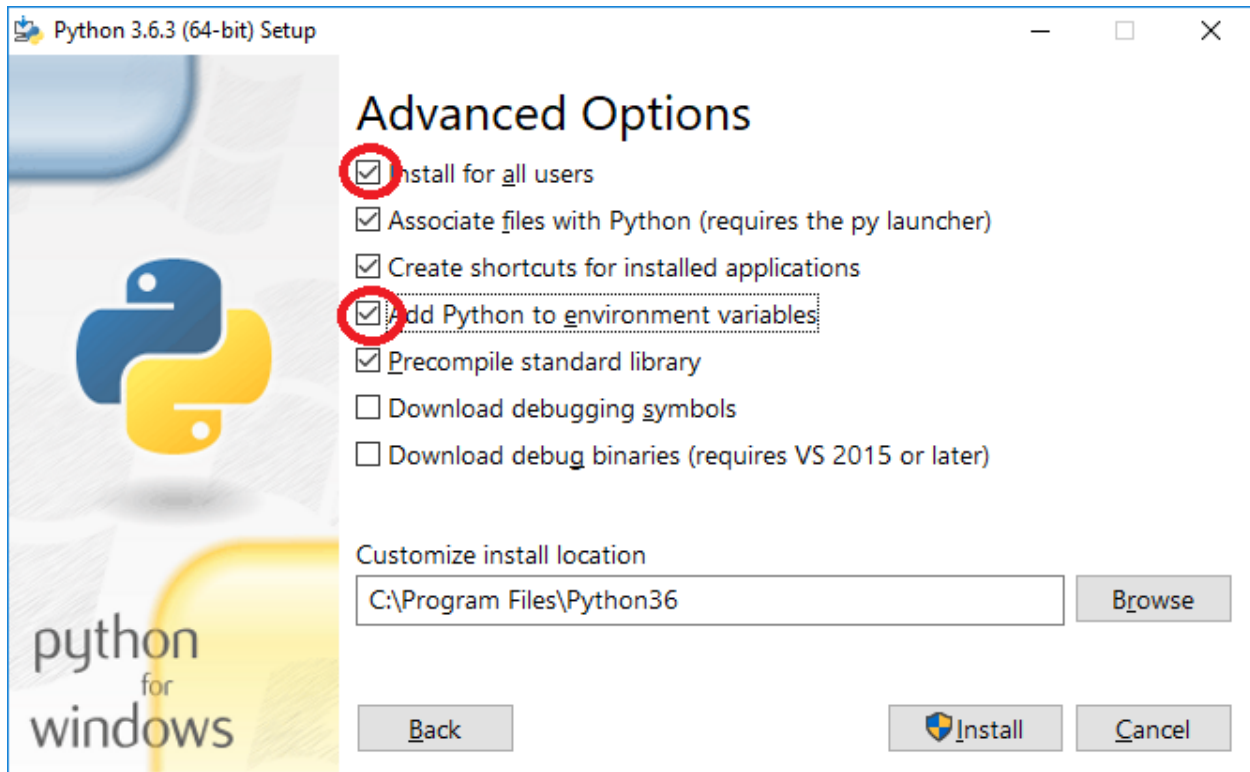 Python 3.6.3 (64-bit) Setup
Advanced Options
Install for all users
Associate files with Python (requires the py launcher)
Create shortcuts for installed applications
Add Python to environment variables
Precompile standard library
Download debugging symbols
Download debug binaries (requires VS 2015 or later)
Customize install location
C:\Program Files\Python36
Browse
python
for
windows
Back
Install
Cancel